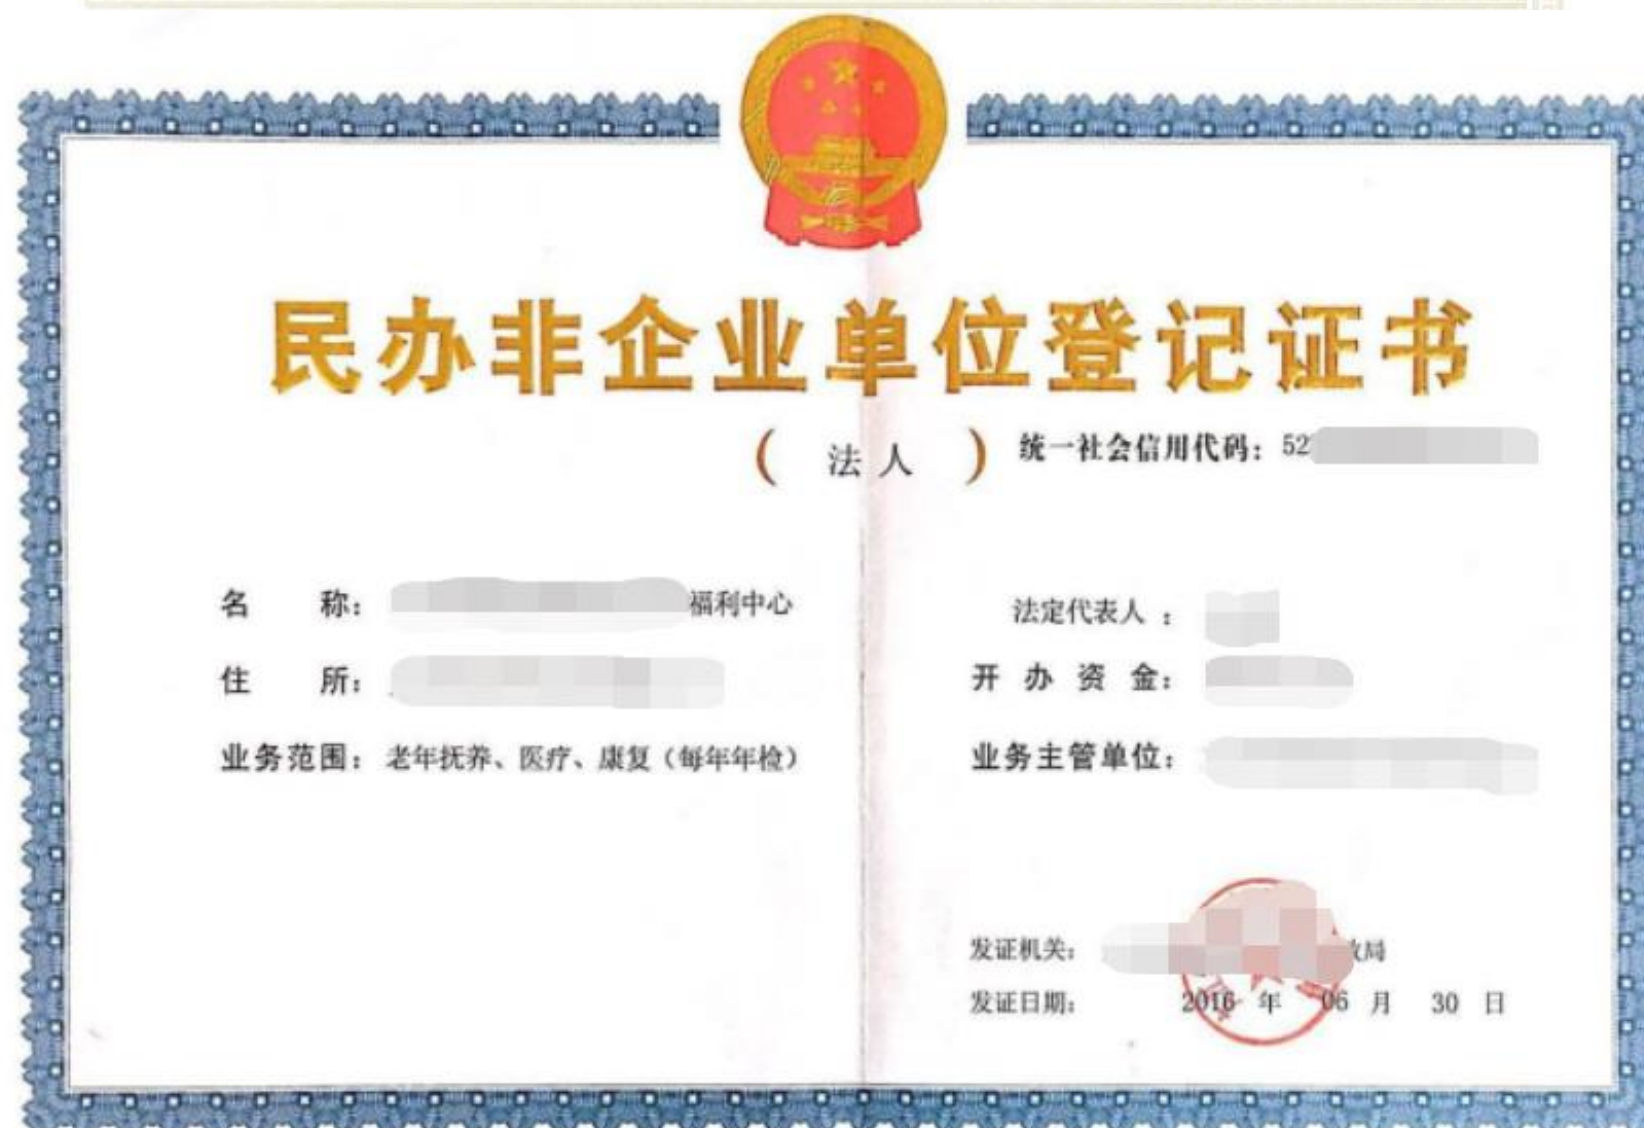 民办非企业单位登记证书
（ 法人 ） 统一社会信用代码：52
名 称： 福利中心
住 所：
业务范围：老年抚养、医疗、康复（每年年检）
法定代表人：
开办资金：
业务主管单位：
发证机关： 局
发证日期： 2016 年 06 月 30 日